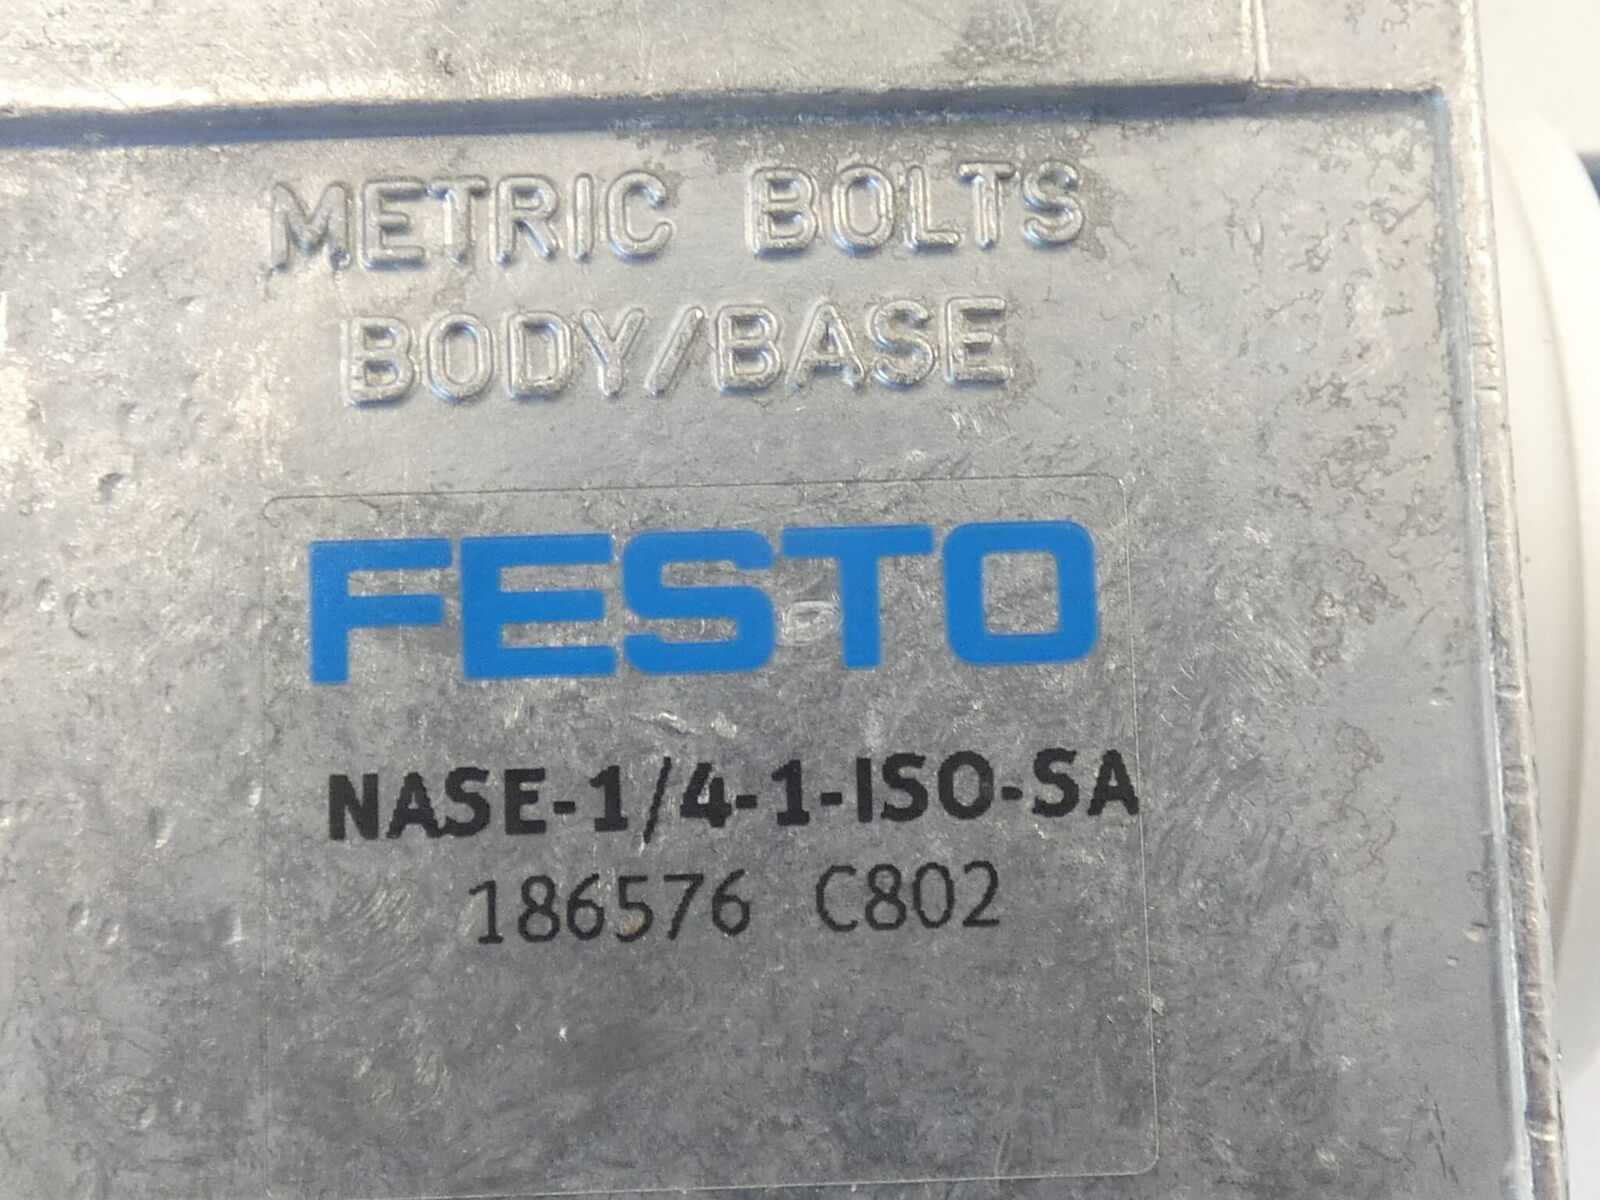 METRIC BOLTS
BODY/BASE
FESTO
NASE-1/4-1-ISO-SA
186576 C802